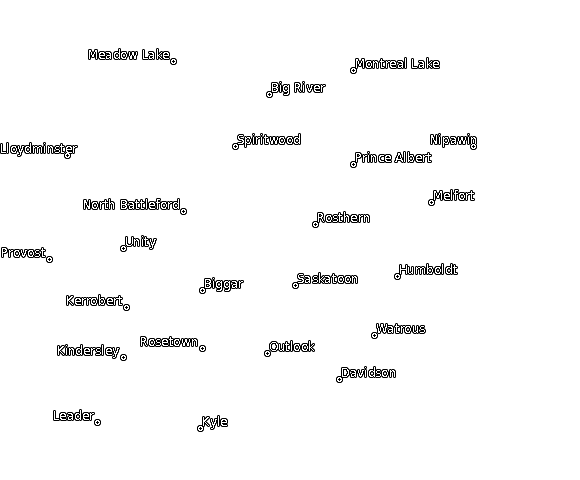 Meadow Lake
Montreal Lake
Big River
Spiritwood
Nipawin
Lloydminster
Prince Albert
Melfort
North Battleford
Rosthern
Unity
Provost
Humboldt
Saskatoon
Biggar
Kerrobert
Watrous
Rosetown
Outlook
Kindersley
Davidson
Leader
Kyle